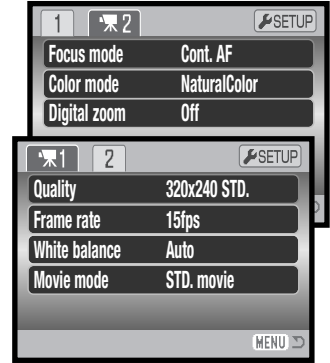 1 2 SETUP
Focus mode Cont. AF
Color mode NaturalColor
Digital zoom Off
1 2 SETUP
Quality 320x240 STD.
Frame rate 15fps
White balance Auto
Movie mode STD. movie
MENU